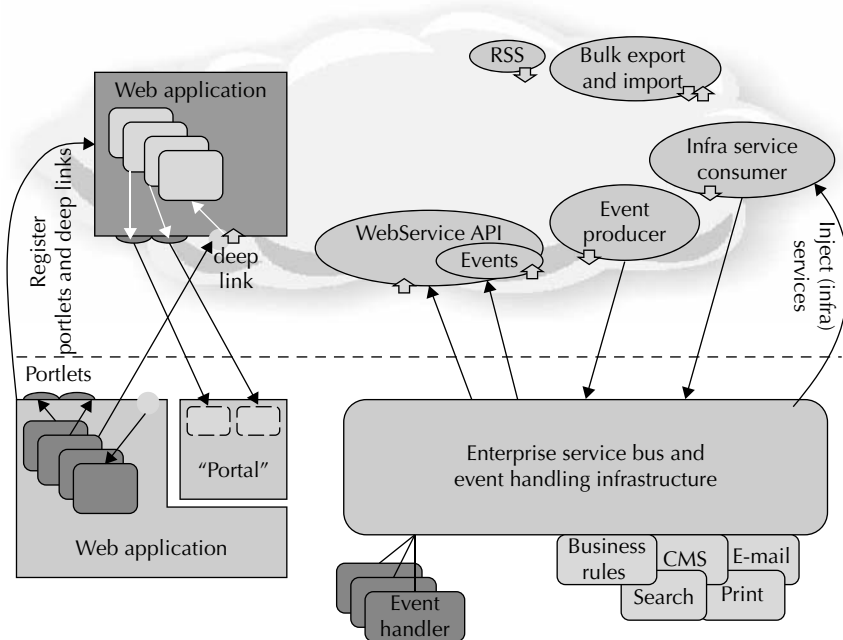 RSS
Bulk export
and import
Web application
Infra service
consumer
Register
portlets and deep links
WebService API
Events
Event
producer
deep
link
Inject (infra)
services
Portlets
"Portal"
Web application
Enterprise service bus and
event handling infrastructure
Event
handler
Business
rules
CMS
E-mail
Search
Print